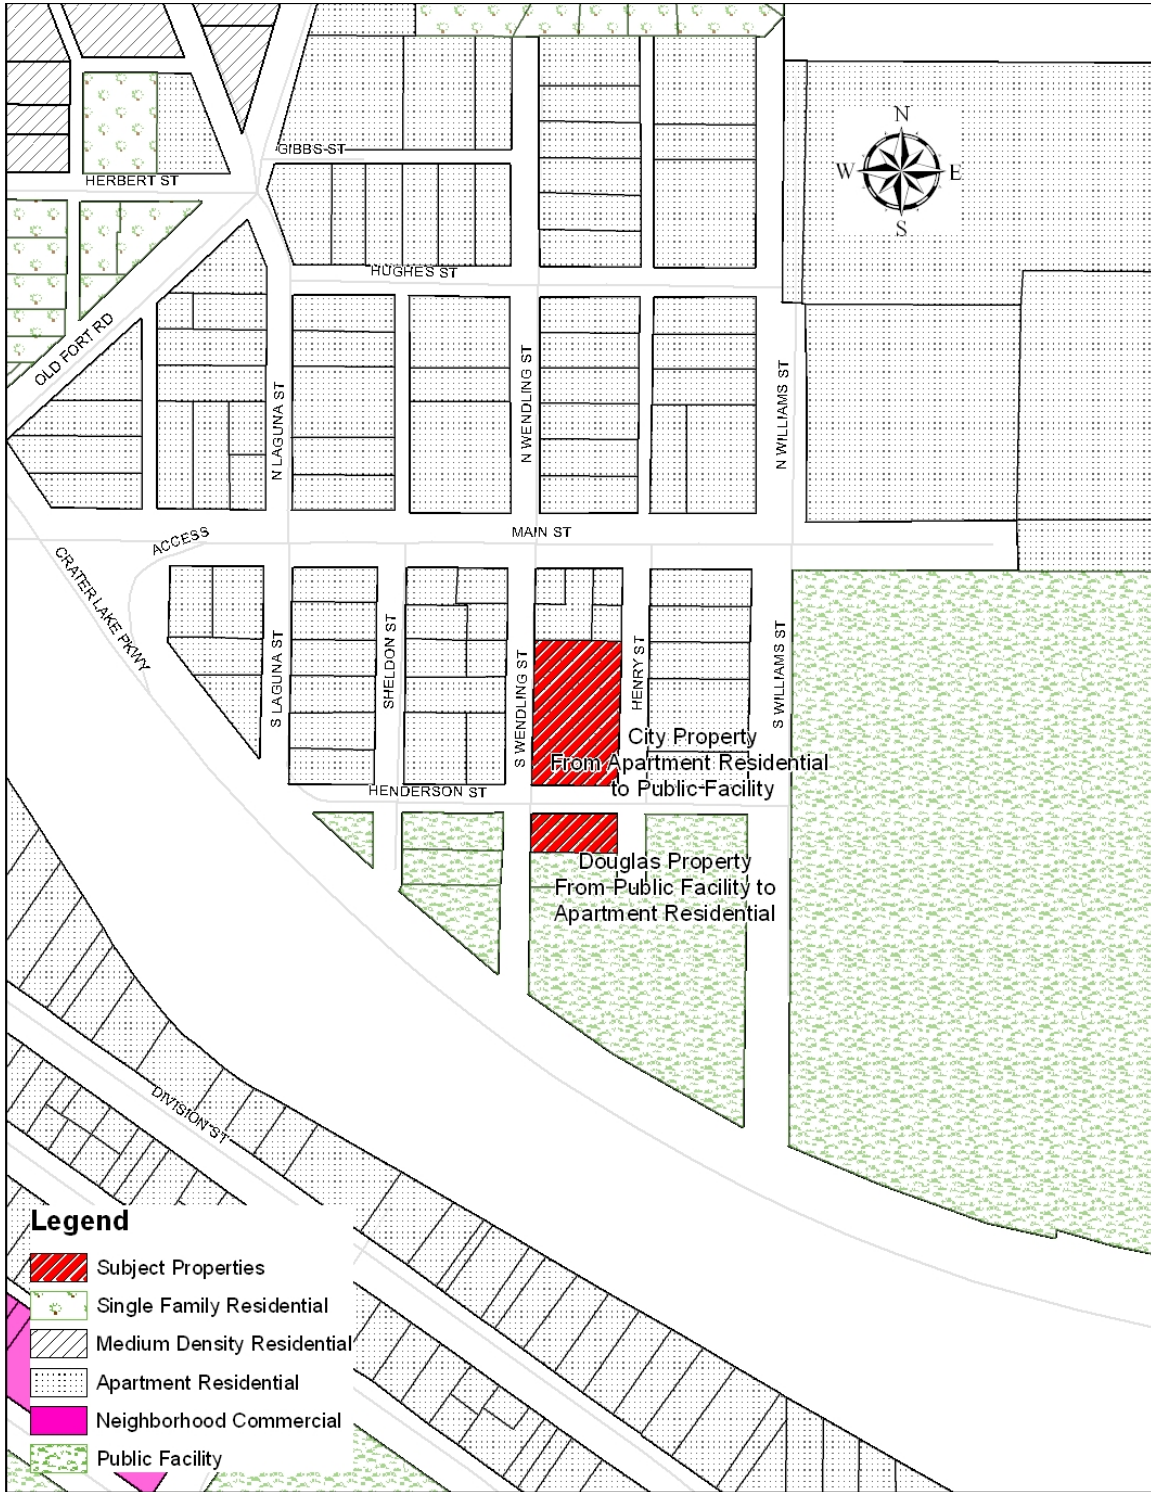 N
W
E
S
GIBBS ST
HERBERT ST
HUGHES ST
OLD FORT RD
N LAGUNA ST
N WENDLING ST
N WILLIAMS ST
MAIN ST
ACCESS
CRATER LAKE PKWY
S LAGUNA ST
SHELDON ST
S WENDLING ST
HENRY ST
S WILLIAMS ST
City Property
From Apartment Residential
to Public Facility
HENDERSON ST
Douglas Property
From Public Facility to
Apartment Residential
DIVISION ST
Legend
Subject Properties
Single Family Residential
Medium Density Residential
Apartment Residential
Neighborhood Commercial
Public Facility